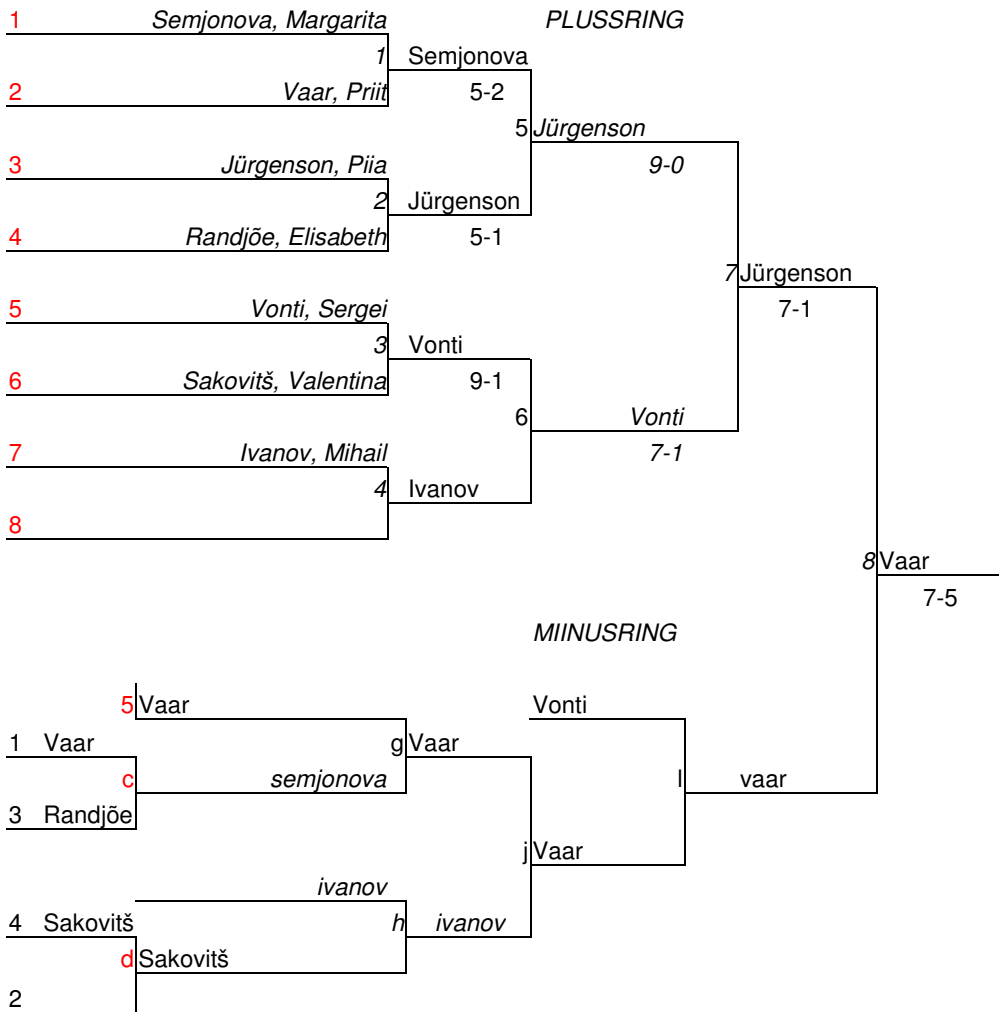 1 Semjonova, Margarita PLUSSRING
1 Semjonova
2 Vaar, Priit 5-2
5 Jürgenson
3 Jürgenson, Piia 9-0
2 Jürgenson
4 Randjõe, Elisabeth 5-1
7 Jürgenson
5 Vonti, Sergei 7-1
3 Vonti
6 Sakovitš, Valentina 9-1
6 Vonti
7 Ivanov, Mihail 7-1
4 Ivanov
8
8 Vaar
7-5
MIINUSRING
5 Vaar Vonti
1 Vaar g Vaar
c semjonova l vaar
3 Randjõe
j Vaar
ivanov
4 Sakovitš h ivanov
d Sakovitš
2